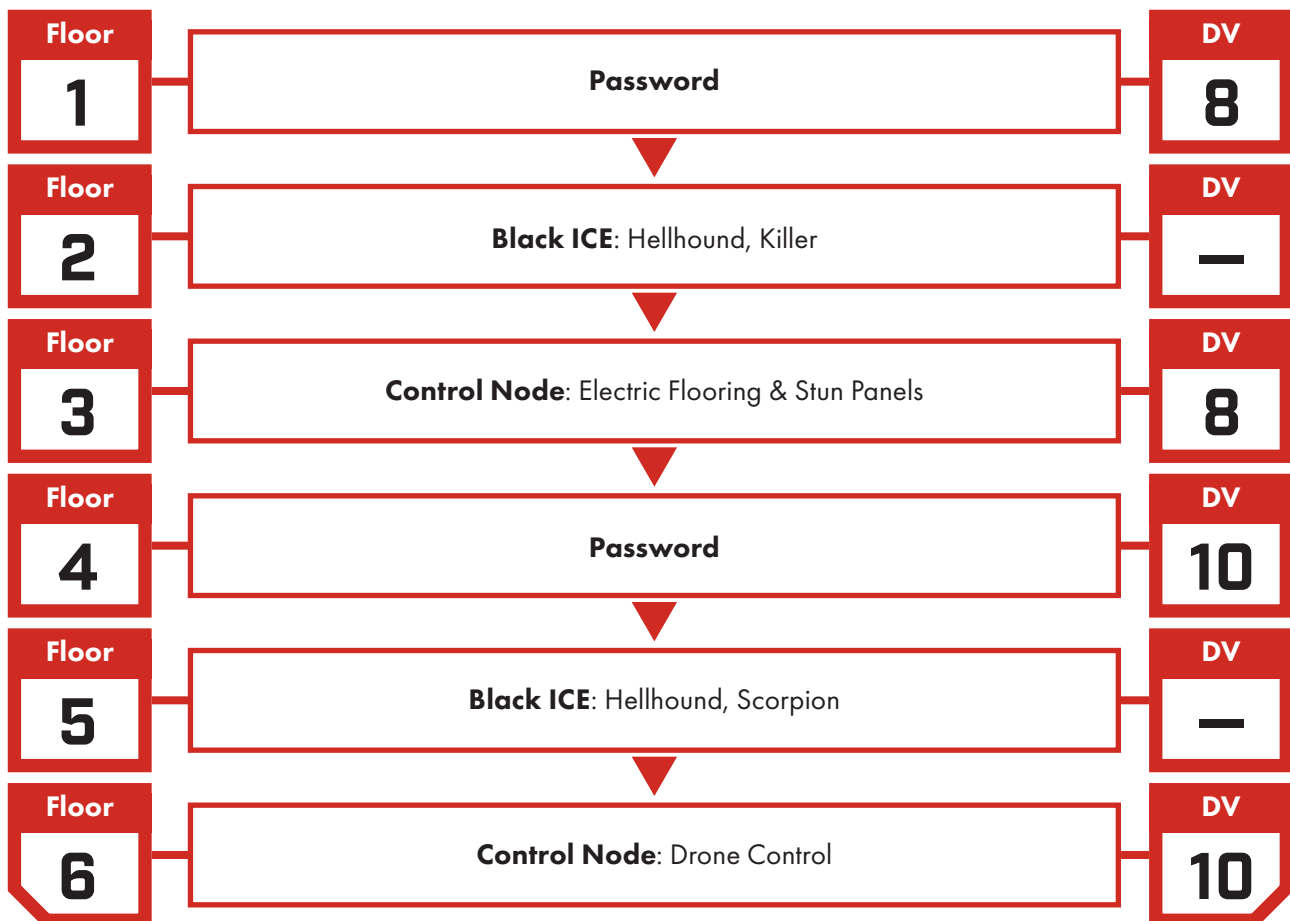 Floor
1
Password
DV
8
Floor
2
Black ICE: Hellhound, Killer
DV
—
Floor
3
Control Node: Electric Flooring & Stun Panels
DV
8
Floor
4
Password
DV
10
Floor
5
Black ICE: Hellhound, Scorpion
DV
—
Floor
6
Control Node: Drone Control
DV
10